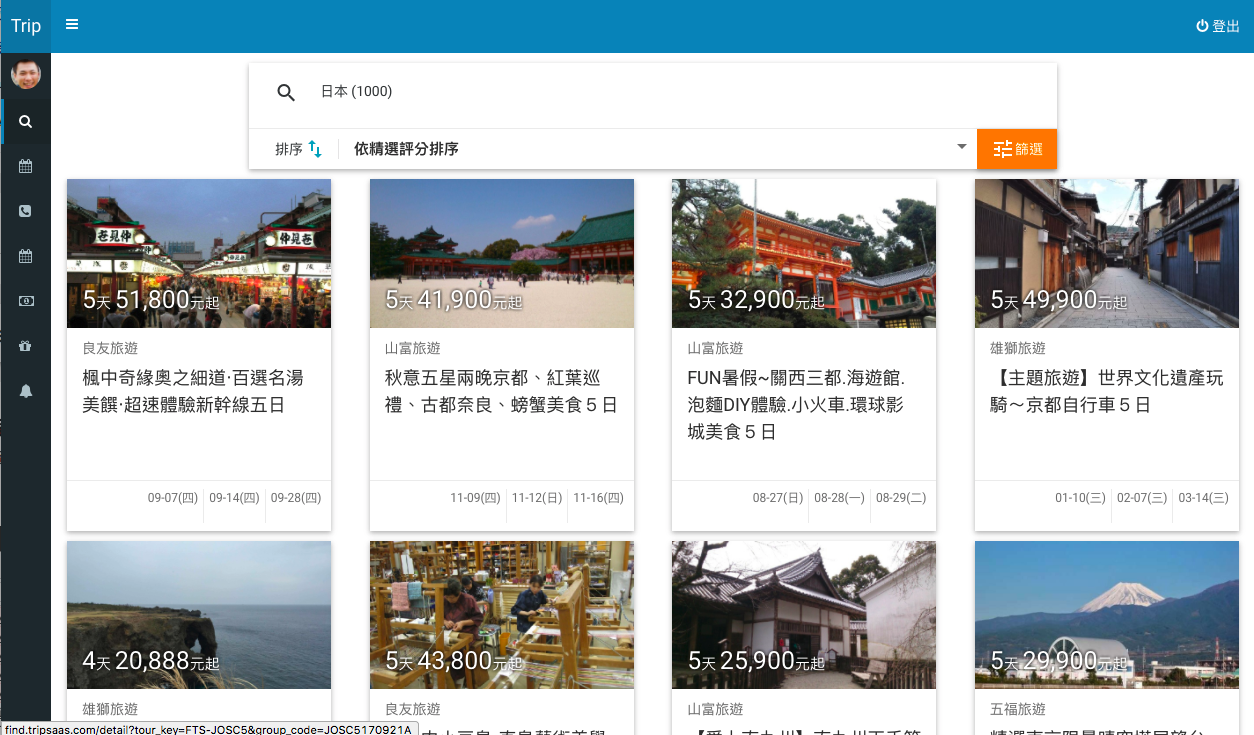 Trip
登出
日本 (1000)
排序
依精選評分排序
篩選
5天 51,800元起
良友旅遊
楓中奇緣奧之細道‧百選名湯
美饌‧超速體驗新幹線五日
09-07(四)
09-14(四)
09-28(四)
5天 41,900元起
山富旅遊
秋意五星兩晚京都、紅葉巡
禮、古都奈良、螃蟹美食５日
11-09(四)
11-12(日)
11-16(四)
5天 32,900元起
山富旅遊
FUN暑假~關西三都.海遊館.
泡麵DIY體驗.小火車.環球影
城美食５日
08-27(日)
08-28(一)
08-29(二)
5天 49,900元起
雄獅旅遊
【主題旅遊】世界文化遺產玩
騎～京都自行車５日
01-10(三)
02-07(三)
03-14(三)
4天 20,888元起
雄獅旅遊
5天 43,800元起
良友旅遊
5天 25,900元起
山富旅遊
5天 29,900元起
五福旅遊
find.tripsaas.com/detail?tour_key=FTS-JOSC5&group_code=JOSC5170921A